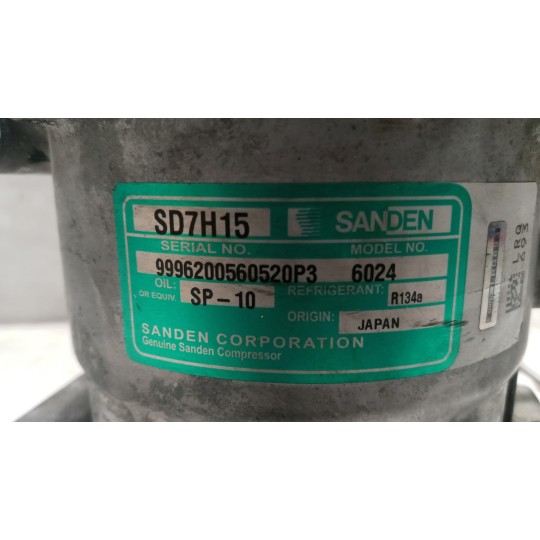 SD7H15 SANDEN
SERIAL NO. MODEL NO.
9996200560520P3 6024
OIL: SP-10 REFRIGERANT: R134a
OR EQUIV.
ORIGIN: JAPAN
SANDEN CORPORATION
Genuine Sanden Compressor